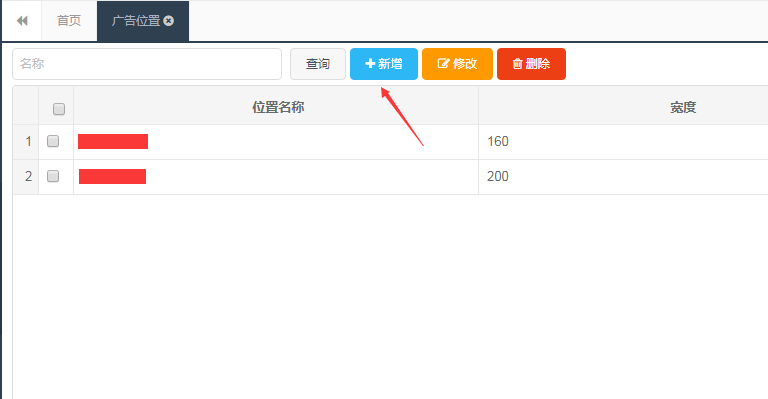 首页 广告位置
名称 查询 新增 修改 删除
位置名称 宽度
1 160
2 200